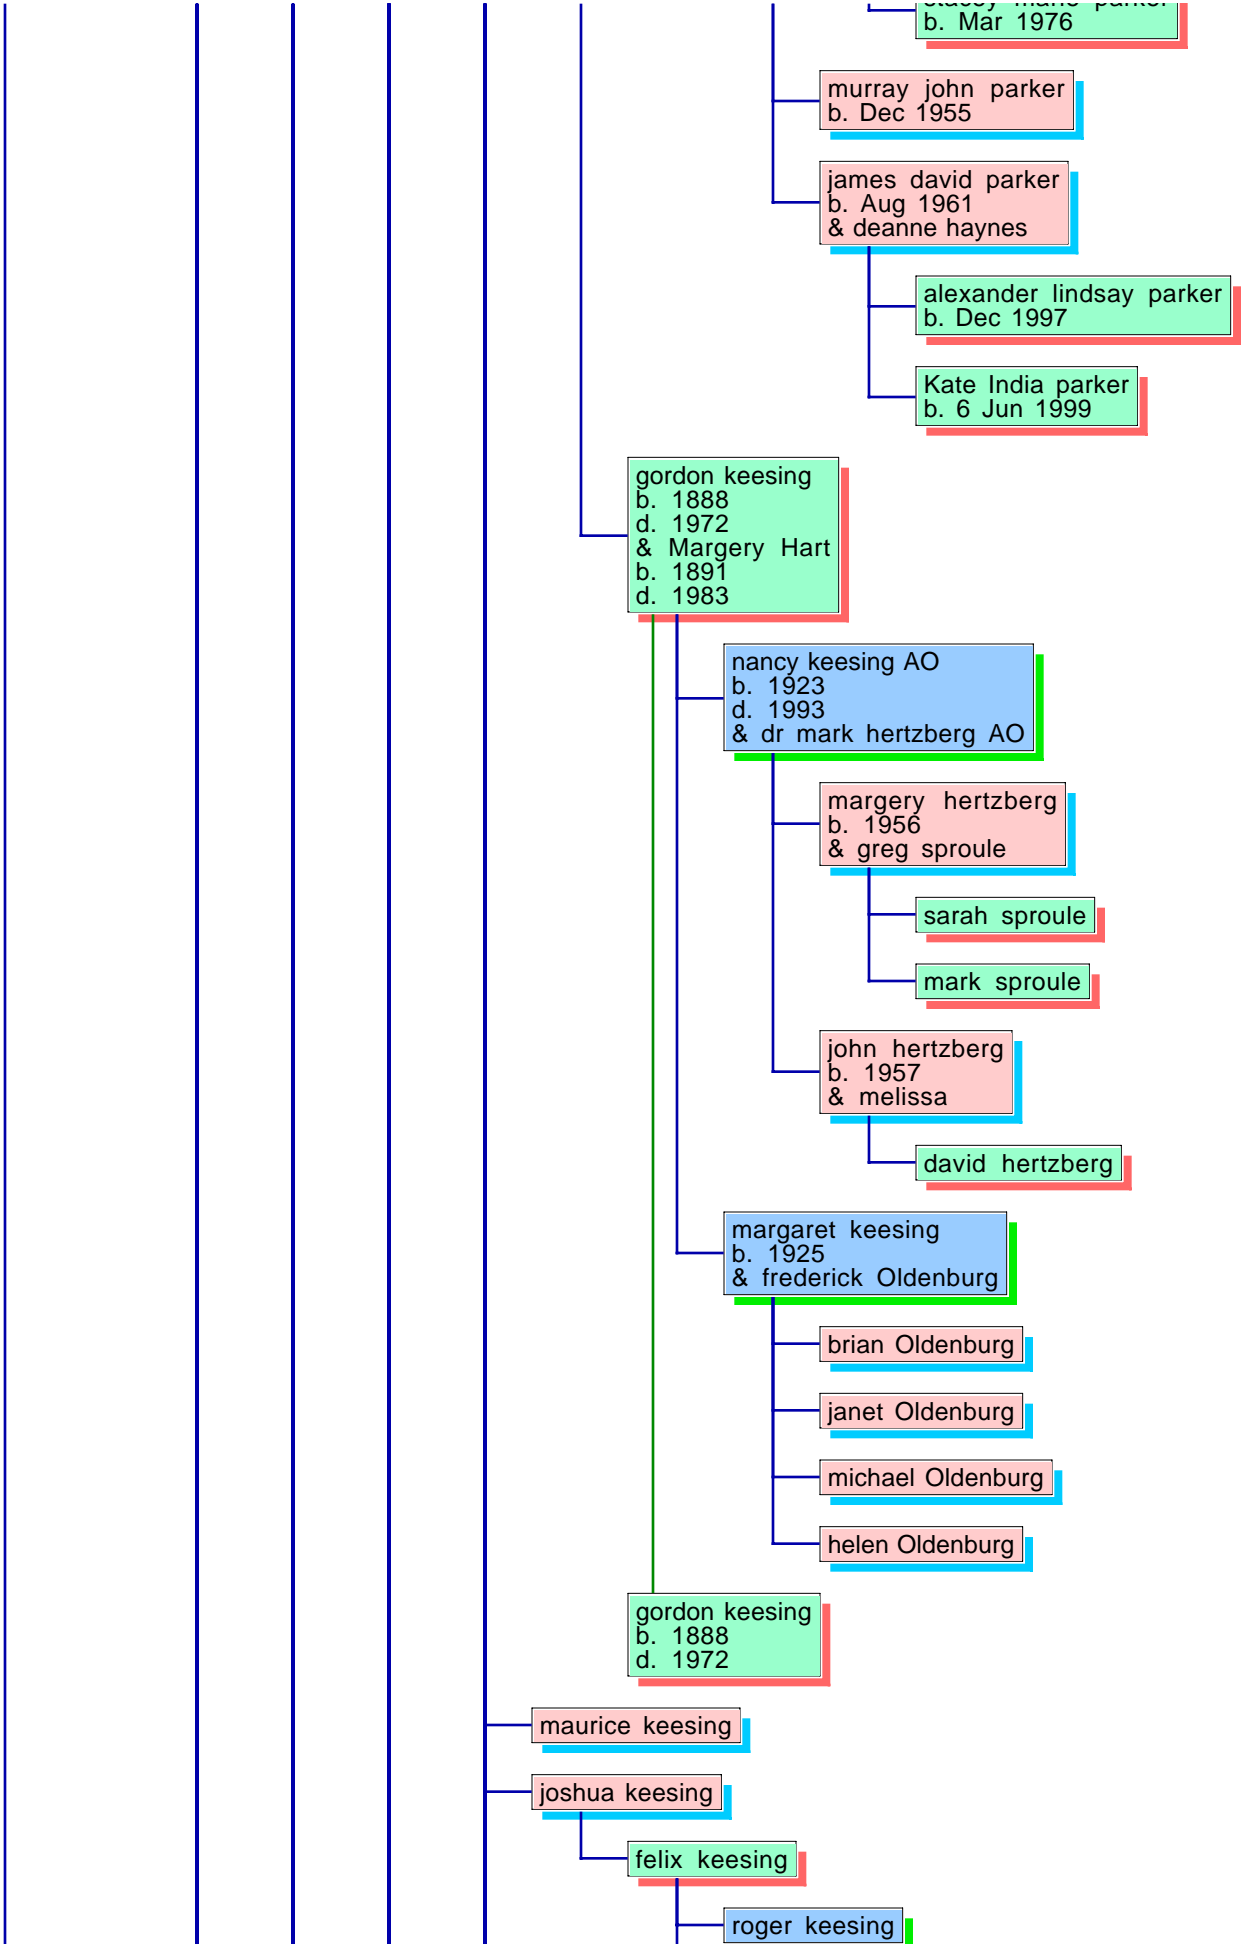 stacey marie parker
b. Mar 1976
murray john parker
b. Dec 1955
james david parker
b. Aug 1961
& deanne haynes
alexander lindsay parker
b. Dec 1997
Kate India parker
b. 6 Jun 1999
gordon keesing
b. 1888
d. 1972
& Margery Hart
b. 1891
d. 1983
nancy keesing AO
b. 1923
d. 1993
& dr mark hertzberg AO
margery hertzberg
b. 1956
& greg sproule
sarah sproule
mark sproule
john hertzberg
b. 1957
& melissa
david hertzberg
margaret keesing
b. 1925
& frederick Oldenburg
brian Oldenburg
janet Oldenburg
michael Oldenburg
helen Oldenburg
gordon keesing
b. 1888
d. 1972
maurice keesing
joshua keesing
felix keesing
roger keesing